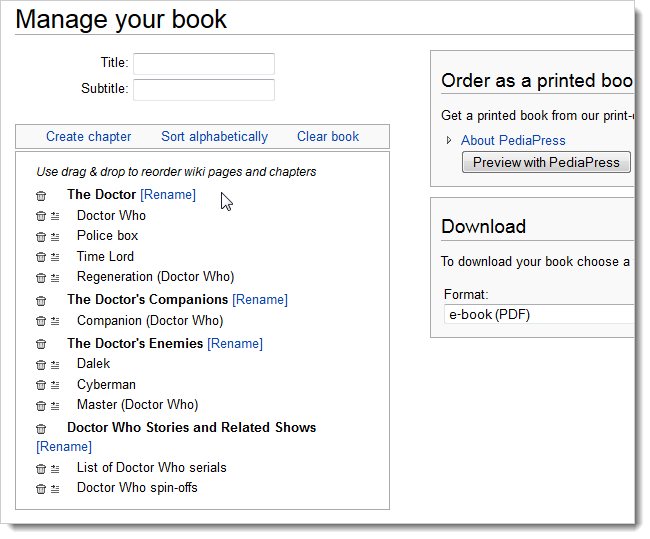 Manage your book
Title:
Subtitle:
Create chapter Sort alphabetically Clear book
Use drag & drop to reorder wiki pages and chapters
The Doctor [Rename]
Doctor Who
Police box
Time Lord
Regeneration (Doctor Who)
The Doctor's Companions [Rename]
Companion (Doctor Who)
The Doctor's Enemies [Rename]
Dalek
Cyberman
Master (Doctor Who)
Doctor Who Stories and Related Shows
[Rename]
List of Doctor Who serials
Doctor Who spin-offs
Order as a printed boo
Get a printed book from our print-
About PediaPress
Preview with PediaPress
Download
To download your book choose a
Format:
e-book (PDF)